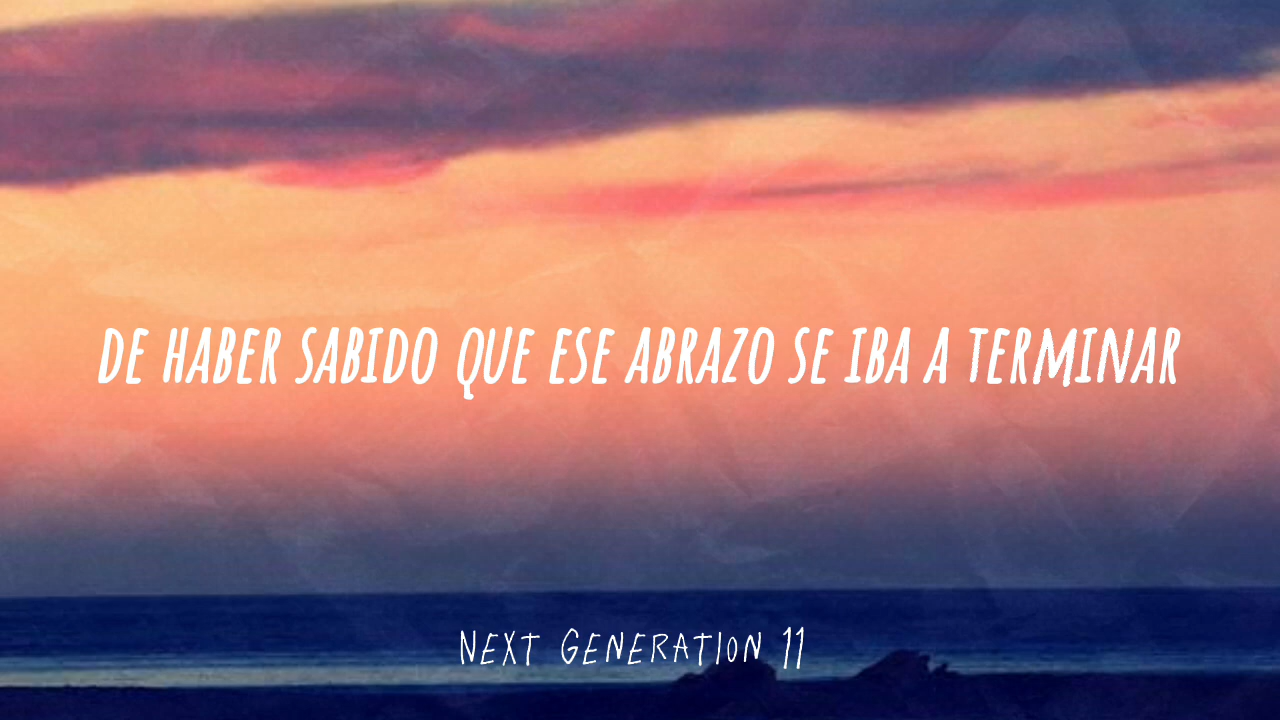 DE HABER SABIDO QUE ESE ABRAZO SE IBA A TERMINAR
NEXT GENERATION 11